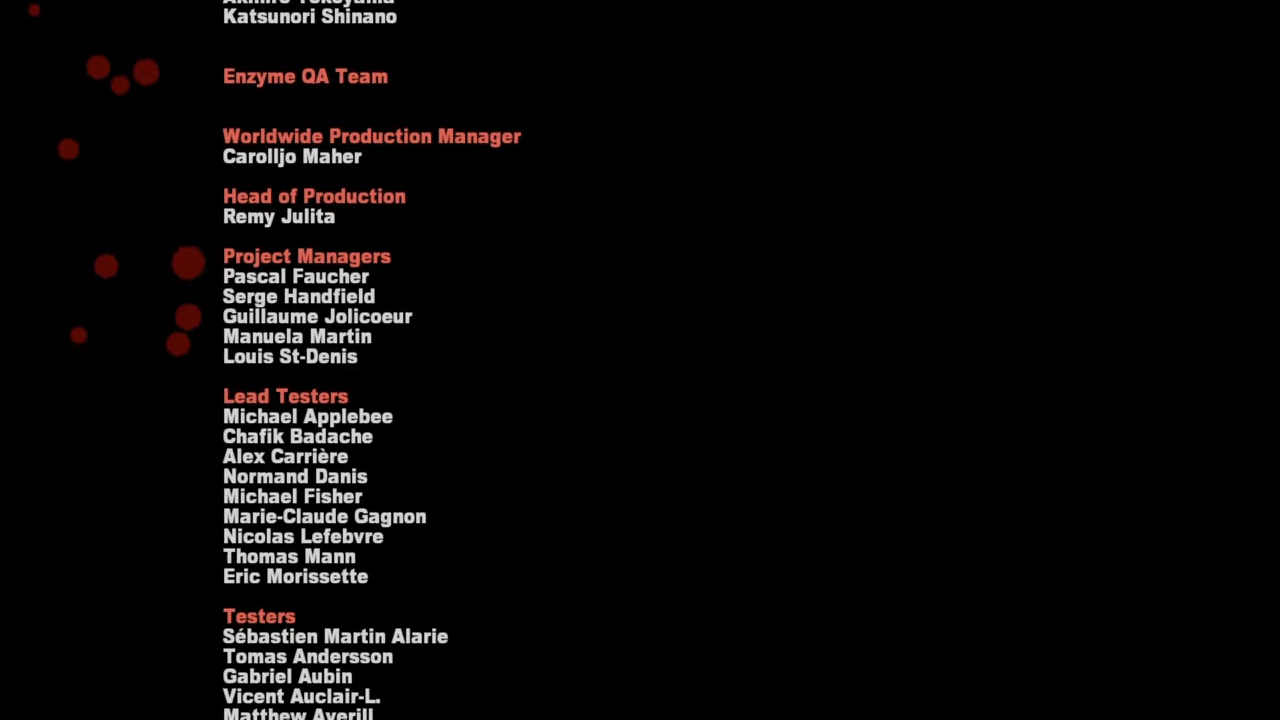 Katsunori Shinano
Enzyme QA Team
Worldwide Production Manager
Carolljo Maher
Head of Production
Remy Julita
Project Managers
Pascal Faucher
Serge Handfield
Guillaume Jolicoeur
Manuela Martin
Louis St-Denis
Lead Testers
Michael Applebee
Chafik Badache
Alex Carrière
Normand Danis
Michael Fisher
Marie-Claude Gagnon
Nicolas Lefebvre
Thomas Mann
Eric Morissette
Testers
Sébastien Martin Alarie
Tomas Andersson
Gabriel Aubin
Vicent Auclair-L.
Matthew Averill